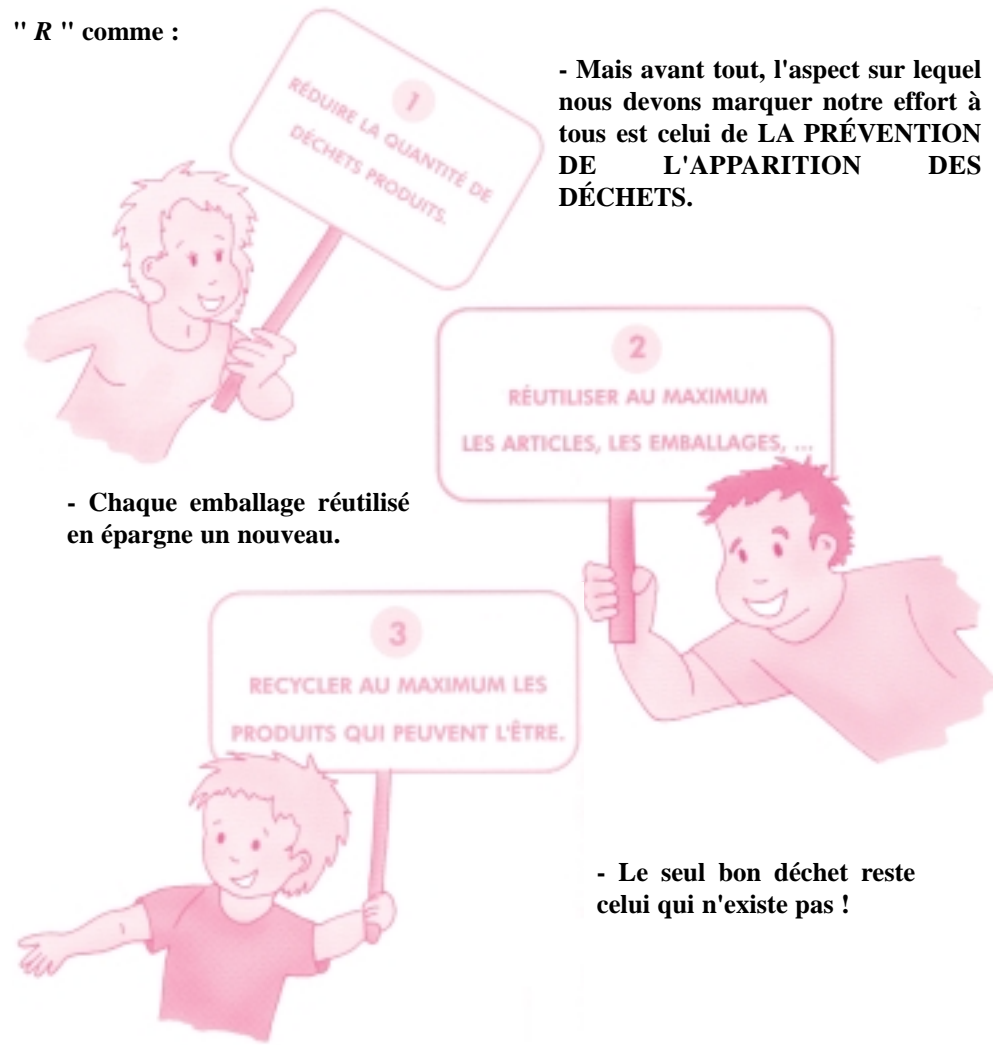 " R " comme :
1
RÉDUIRE LA QUANTITÉ DE
DÉCHETS PRODUITS.
- Mais avant tout, l'aspect sur lequel
nous devons marquer notre effort à
tous est celui de LA PRÉVENTION
DE L'APPARITION DES
DÉCHETS.
2
RÉUTILISER AU MAXIMUM
LES ARTICLES, LES EMBALLAGES, ...
- Chaque emballage réutilisé
en épargne un nouveau.
3
RECYCLER AU MAXIMUM LES
PRODUITS QUI PEUVENT L'ÊTRE.
- Le seul bon déchet reste
celui qui n'existe pas !